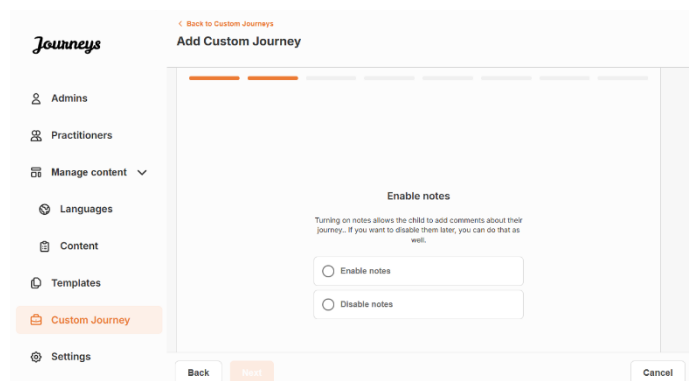 < Back to Custom Journeys
Add Custom Journey
Journeys
Admins
Practitioners
Manage content
Languages
Content
Templates
Custom Journey
Settings
Enable notes
Turning on notes allows the child to add comments about their
journey.. If you want to disable them later, you can do that as
well.
Enable notes
Disable notes
Back
Next
Cancel